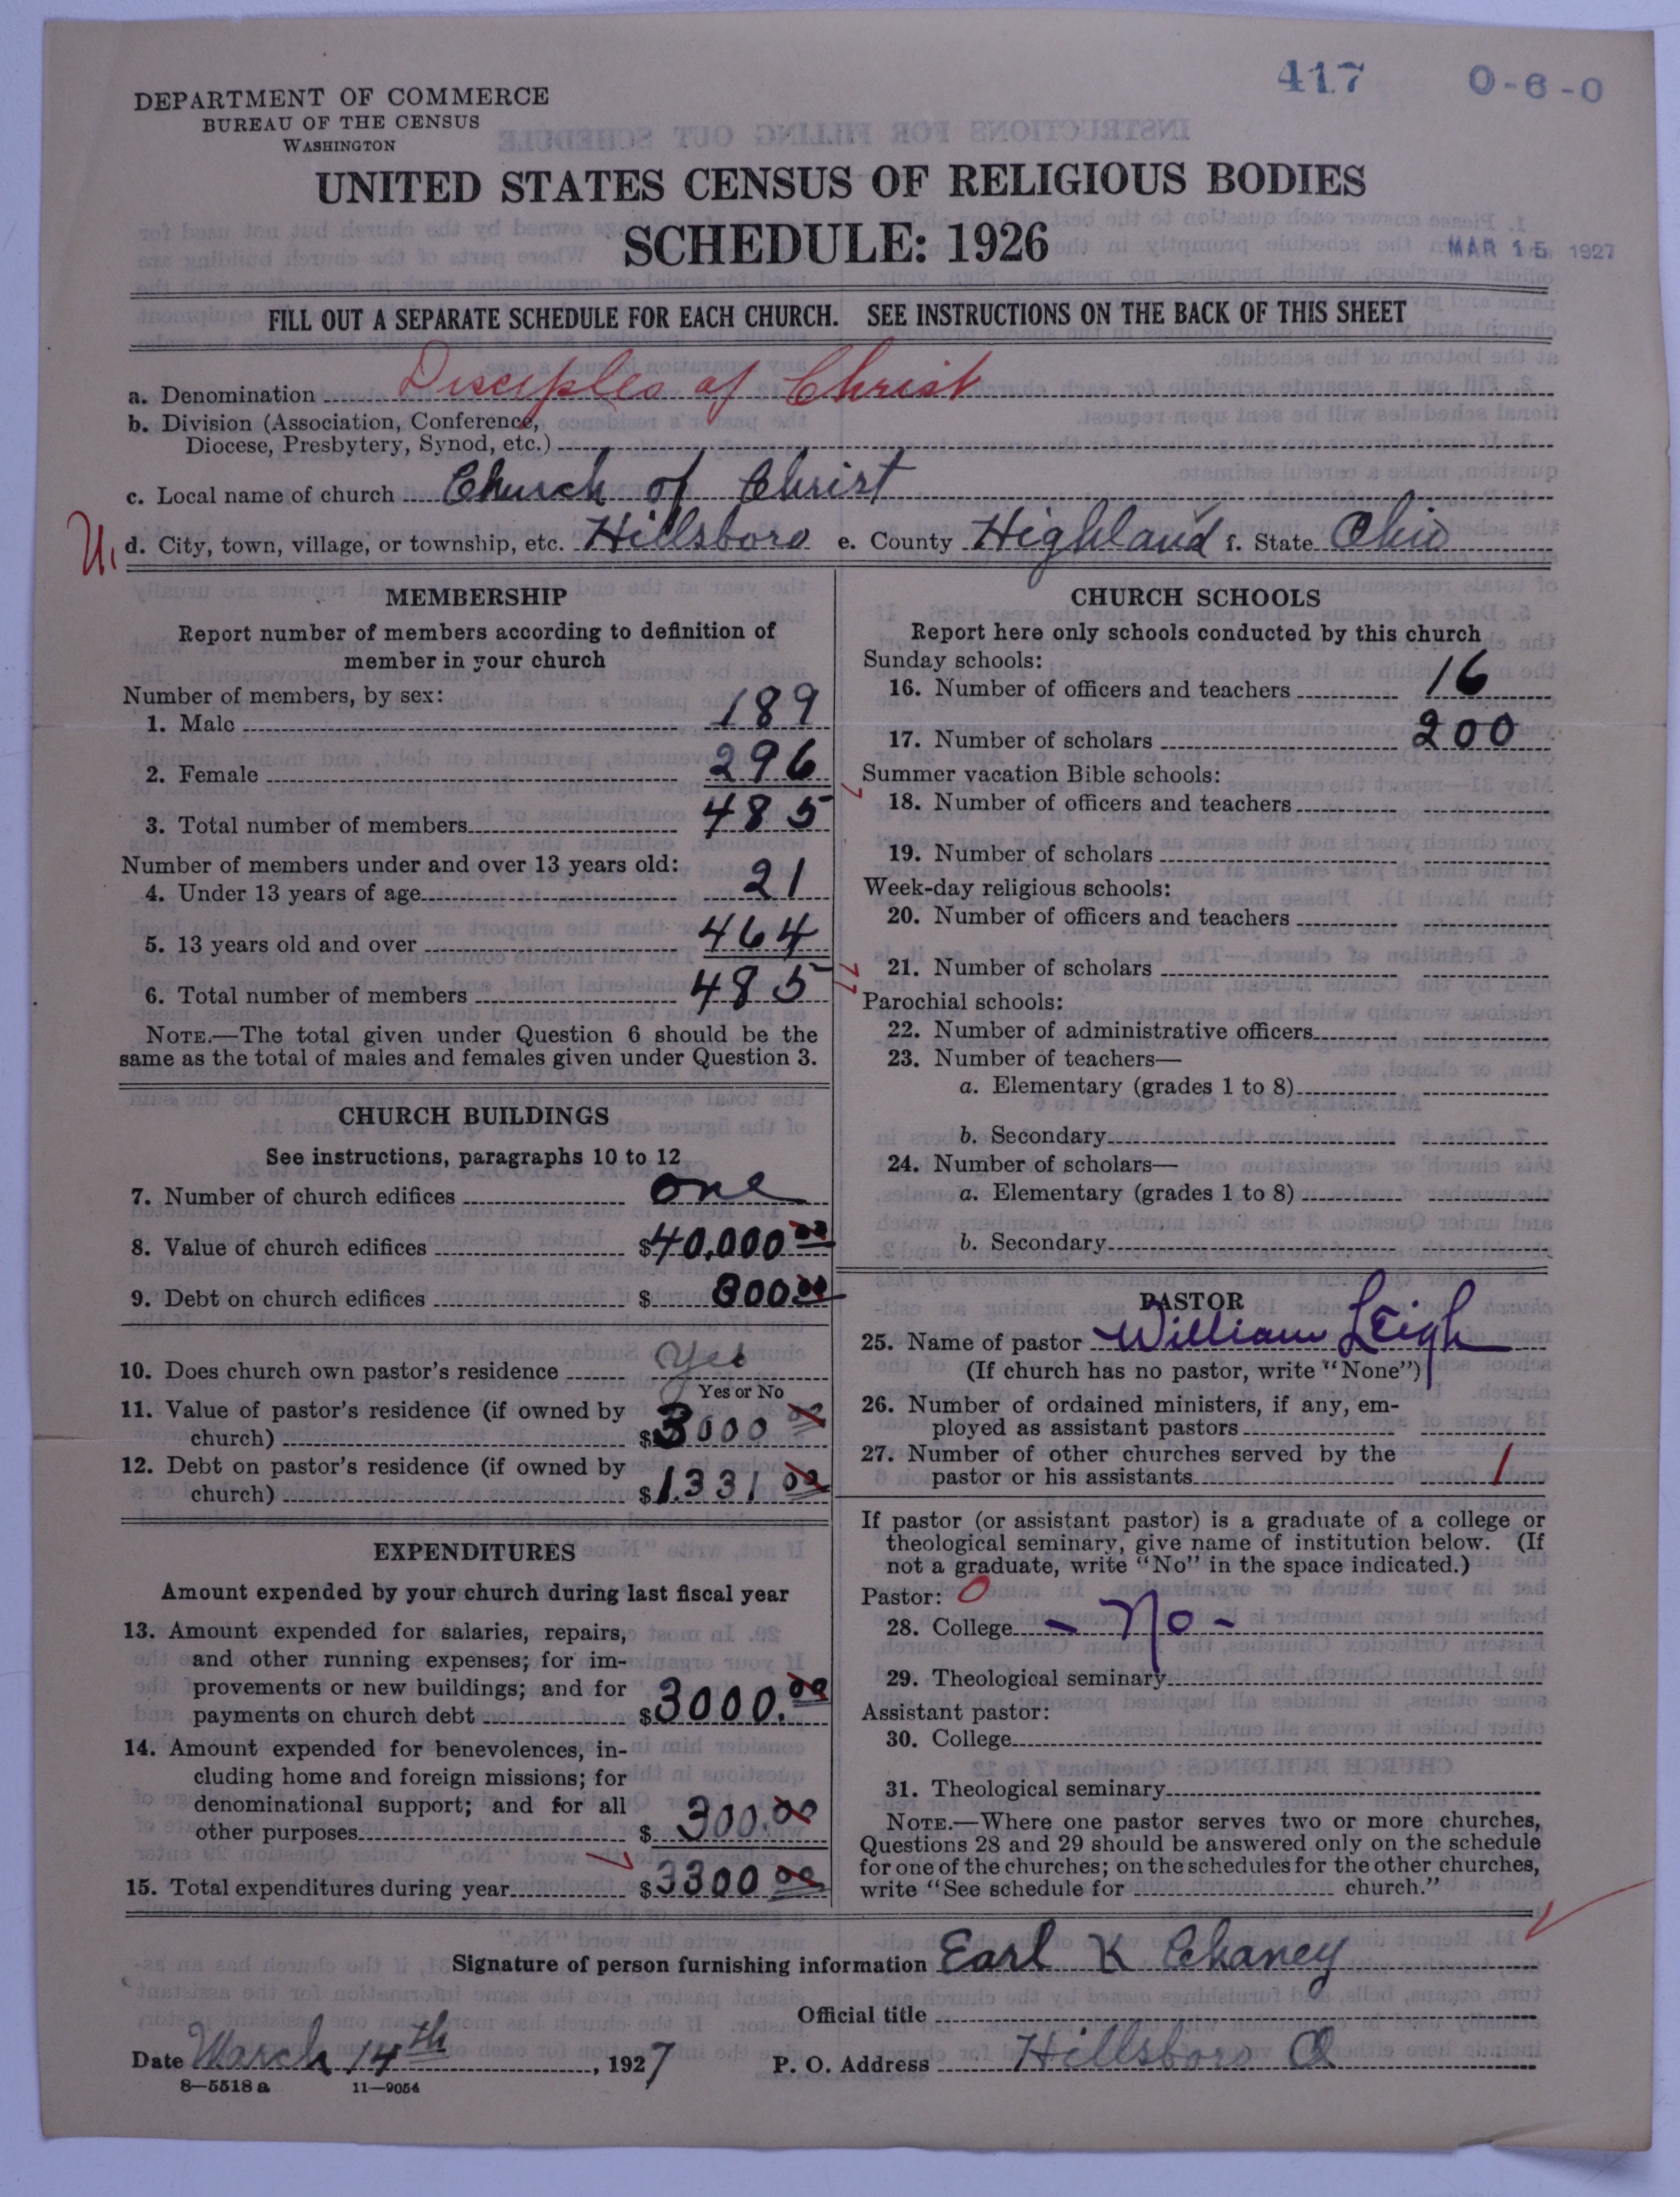 417 0-6-0
DEPARTMENT OF COMMERCE
BUREAU OF THE CENSUS
WASHINGTON
UNITED STATES CENSUS OF RELIGIOUS BODIES
SCHEDULE: 1926
MAR 15 1927
FILL OUT A SEPARATE SCHEDULE FOR EACH CHURCH. SEE INSTRUCTIONS ON THE BACK OF THIS SHEET
a. Denomination Disciples of Christ
b. Division (Association, Conference,
Diocese, Presbytery, Synod, etc.)
c. Local name of church Church of Christ
d. City, town, village, or township, etc. Hillsboro e. County Highland f. State Ohio
MEMBERSHIP
Report number of members according to definition of
member in your church
Number of members, by sex:
1. Male 189
2. Female 296
3. Total number of members 485
Number of members under and over 13 years old:
4. Under 13 years of age 21
5. 13 years old and over 464
6. Total number of members 485
NOTE.—The total given under Question 6 should be the
same as the total of males and females given under Question 3.
CHURCH BUILDINGS
See instructions, paragraphs 10 to 12
7. Number of church edifices one
8. Value of church edifices $40,000 00
9. Debt on church edifices $ 800 00
10. Does church own pastor's residence Yes
Yes or No
11. Value of pastor's residence (if owned by
church) $3000 00
12. Debt on pastor's residence (if owned by
church) $1.331 00
EXPENDITURES
Amount expended by your church during last fiscal year
13. Amount expended for salaries, repairs,
and other running expenses; for im-
provements or new buildings; and for
payments on church debt $3000.00
14. Amount expended for benevolences, in-
cluding home and foreign missions; for
denominational support; and for all
other purposes $ 300.00
15. Total expenditures during year $3300 00
CHURCH SCHOOLS
Report here only schools conducted by this church
Sunday schools:
16. Number of officers and teachers 16
17. Number of scholars 200
Summer vacation Bible schools:
18. Number of officers and teachers
19. Number of scholars
Week-day religious schools:
20. Number of officers and teachers
21. Number of scholars
Parochial schools:
22. Number of administrative officers
23. Number of teachers—
a. Elementary (grades 1 to 8)
b. Secondary
24. Number of scholars—
a. Elementary (grades 1 to 8)
b. Secondary
PASTOR
25. Name of pastor William Leigh
(If church has no pastor, write "None")
26. Number of ordained ministers, if any, em-
ployed as assistant pastors
27. Number of other churches served by the
pastor or his assistants 1
If pastor (or assistant pastor) is a graduate of a college or
theological seminary, give name of institution below. (If
not a graduate, write "No" in the space indicated.)
Pastor: 0
28. College - No -
29. Theological seminary
Assistant pastor:
30. College
31. Theological seminary
NOTE.—Where one pastor serves two or more churches,
Questions 28 and 29 should be answered only on the schedule
for one of the churches; on the schedules for the other churches,
write "See schedule for church."
Signature of person furnishing information Earl K Chaney
Official title
Date March 14th, 1927 P. O. Address Hillsboro O
8—5518a 11—9054